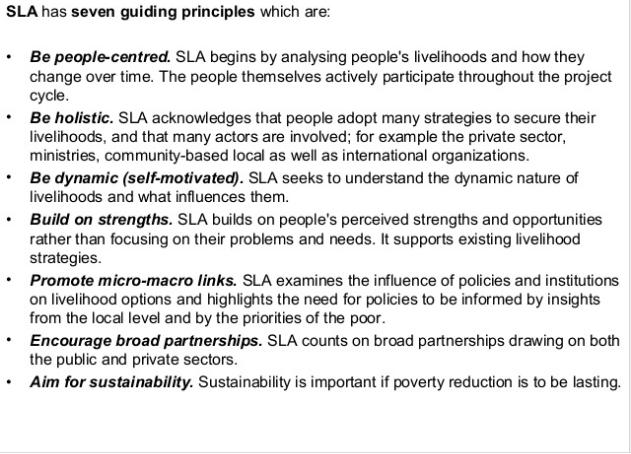 SLA has seven guiding principles which are:
• Be people-centred. SLA begins by analysing people's livelihoods and how they
change over time. The people themselves actively participate throughout the project
cycle.
• Be holistic. SLA acknowledges that people adopt many strategies to secure their
livelihoods, and that many actors are involved; for example the private sector,
ministries, community-based local as well as international organizations.
• Be dynamic (self-motivated). SLA seeks to understand the dynamic nature of
livelihoods and what influences them.
• Build on strengths. SLA builds on people's perceived strengths and opportunities
rather than focusing on their problems and needs. It supports existing livelihood
strategies.
• Promote micro-macro links. SLA examines the influence of policies and institutions
on livelihood options and highlights the need for policies to be informed by insights
from the local level and by the priorities of the poor.
• Encourage broad partnerships. SLA counts on broad partnerships drawing on both
the public and private sectors.
• Aim for sustainability. Sustainability is important if poverty reduction is to be lasting.